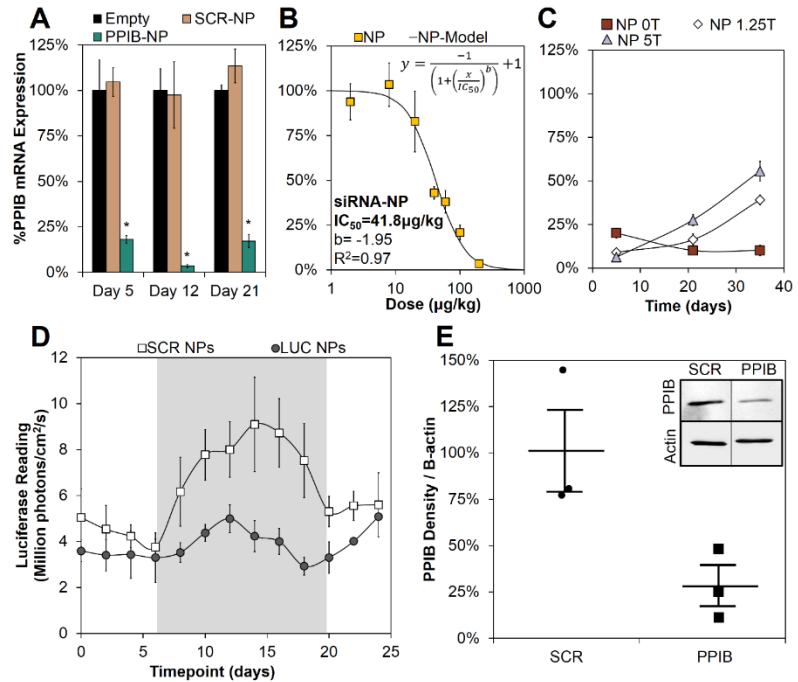 A
Empty
SCR-NP
PPIB-NP
%PPIB mRNA Expression
125%
100%
75%
50%
25%
0%
*
*
*
Day 5
Day 12
Day 21
B
NP
NP-Model
y = -1 / (1+(x/IC50)^b) +1
125%
100%
75%
50%
25%
0%
siRNA-NP
IC50=41.8µg/kg
b= -1.95
R2=0.97
1
10
100
1000
Dose (µg/kg)
C
NP 0T
NP 1.25T
NP 5T
125%
100%
75%
50%
25%
0%
0
10
20
30
40
Time (days)
D
SCR NPs
LUC NPs
Luciferase Reading
(Million photons/cm2/s)
12
10
8
6
4
2
0
0
5
10
15
20
25
Timepoint (days)
E
PPIB Density / B-actin
150%
125%
100%
75%
50%
25%
0%
SCR
PPIB
PPIB
Actin
SCR
PPIB